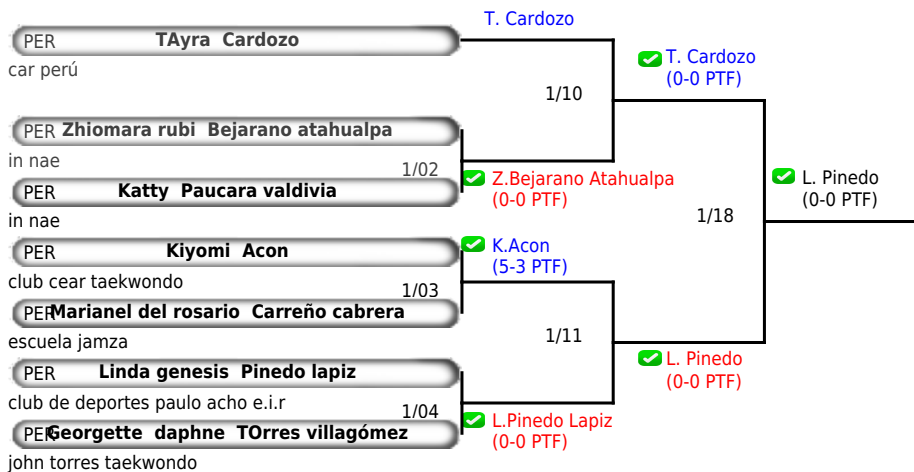 T. Cardozo
PER TAyra Cardozo
car perú
T. Cardozo
(0-0 PTF)
1/10
PER Zhiomara rubi Bejarano atahualpa
in nae
1/02
Z.Bejarano Atahualpa
(0-0 PTF)
PER Katty Paucara valdivia
in nae
L. Pinedo
(0-0 PTF)
1/18
PER Kiyomi Acon
club cear taekwondo
K.Acon
(5-3 PTF)
1/03
PER Marianel del rosario Carreño cabrera
escuela jamza
1/11
L. Pinedo
(0-0 PTF)
PER Linda genesis Pinedo lapiz
club de deportes paulo acho e.i.r
1/04
L.Pinedo Lapiz
(0-0 PTF)
PER Georgette daphne TOrres villagómez
john torres taekwondo